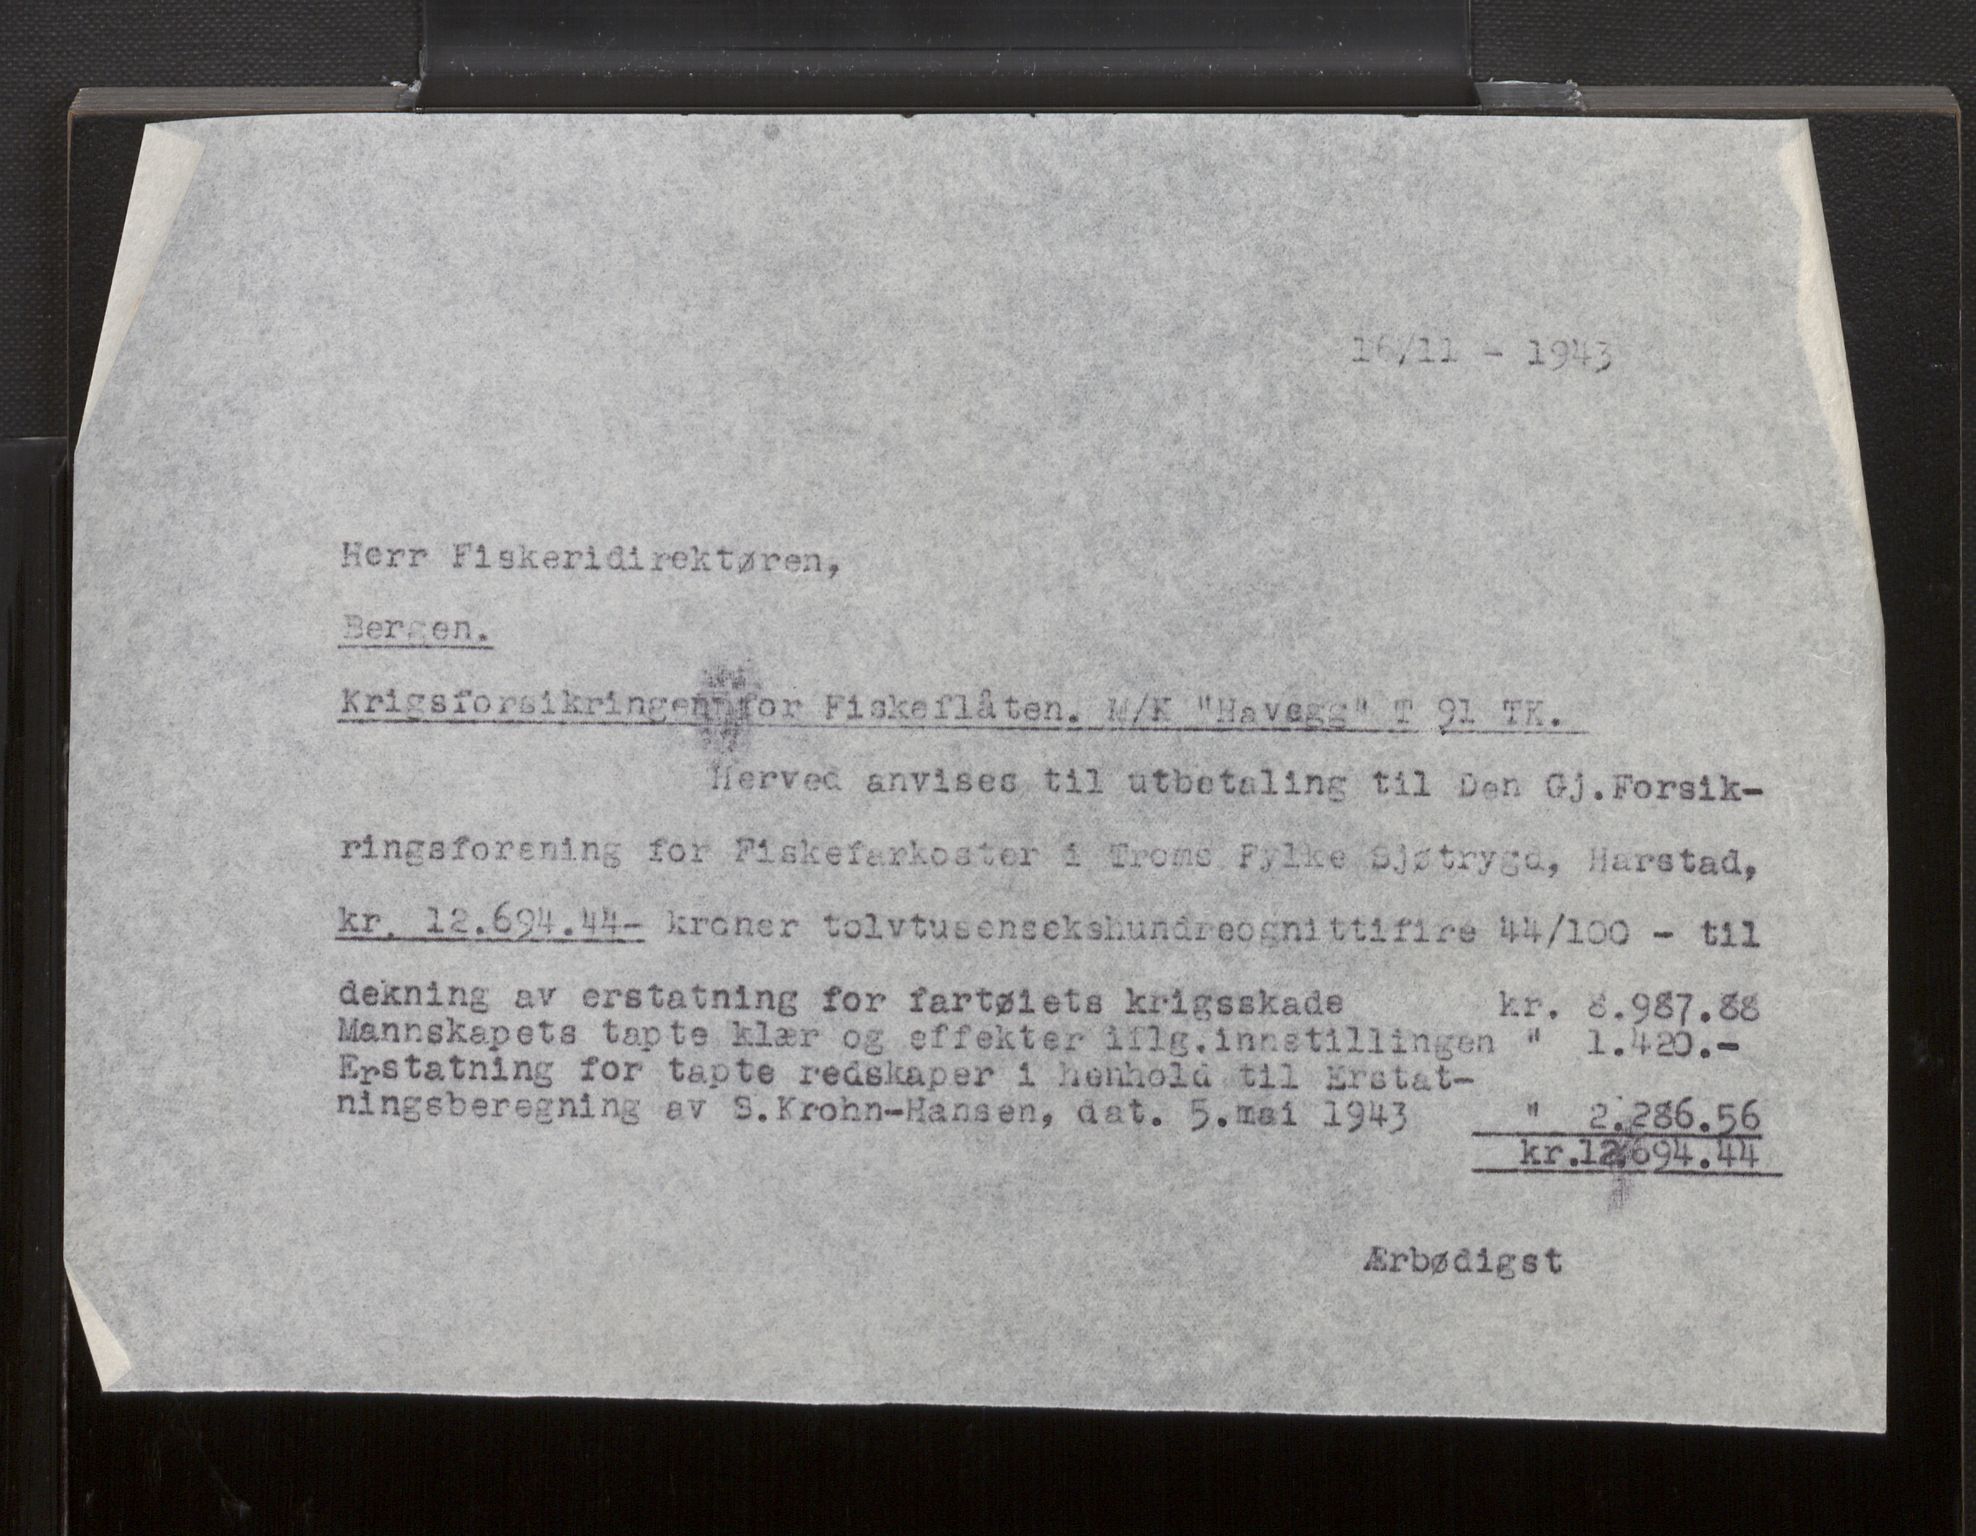 16/11 - 1943
Herr Fiskeridirektøren,
Bergen.
Krigsforsikringen for Fiskeflåten. M/K "Havegg" T 91 TK.
Herved anvises til utbetaling til Den Gj.Forsik-
ringsforening for Fiskefarkoster i Troms Fylke Sjøtrygd, Harstad,
kr. 12.694.44- kroner tolvtusensekshundreognittifire 44/100 - til
dekning av erstatning for fartøiets krigsskade kr. 8.987.88
Mannskapets tapte klær og effekter iflg.innstillingen " 1.420.-
Erstatning for tapte redskaper i henhold til Erstat-
ningsberegning av S.Krohn-Hansen, dat. 5.mai 1943 " 2.286.56
kr.12.694.44
Ærbødigst